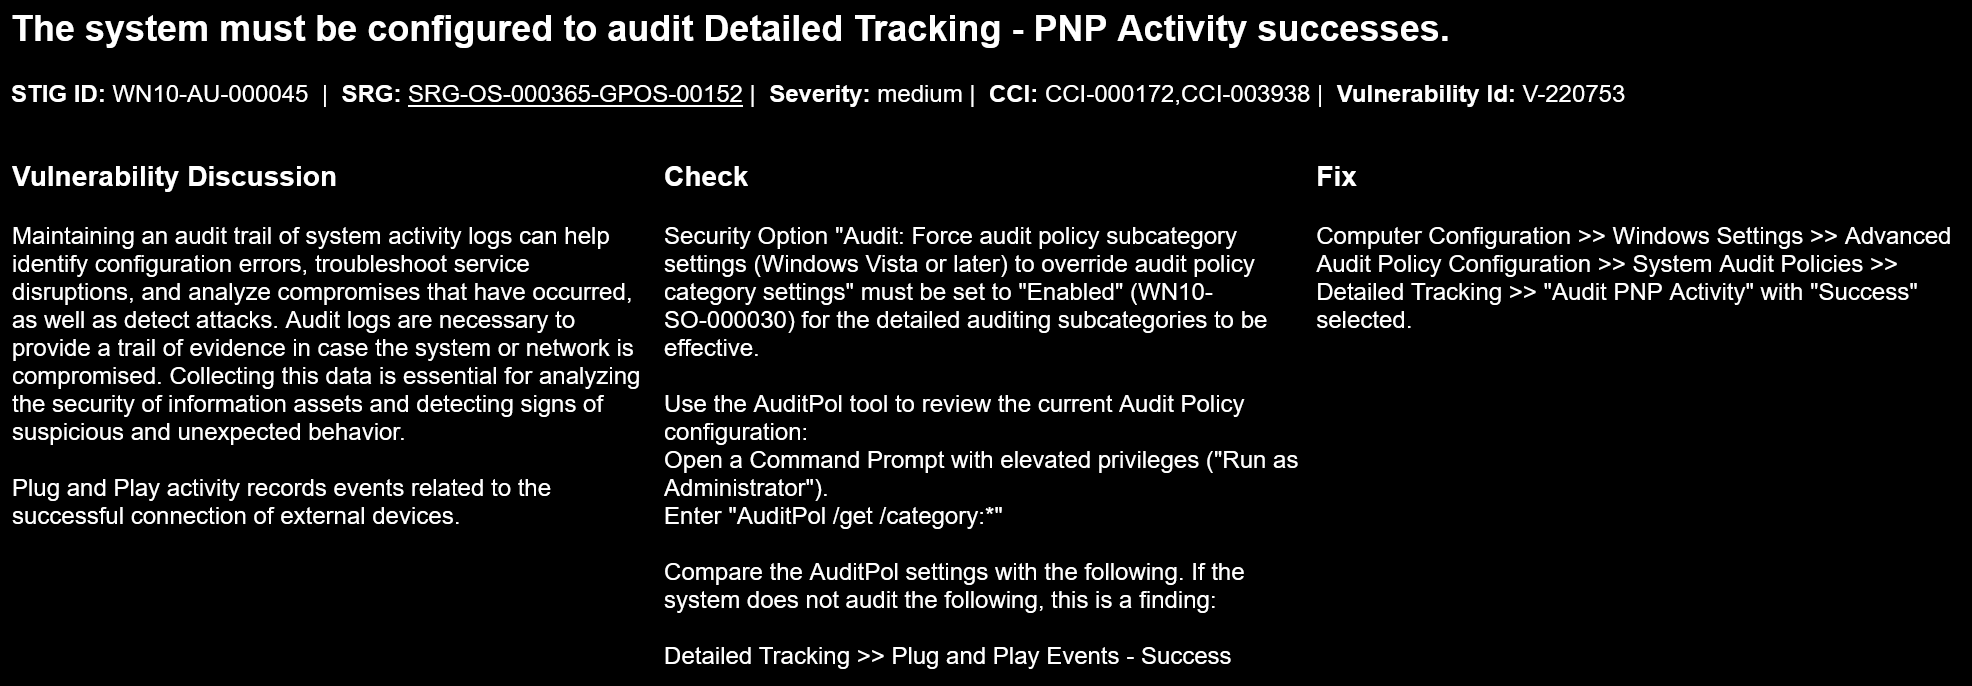 The system must be configured to audit Detailed Tracking - PNP Activity successes.
STIG ID: WN10-AU-000045 | SRG: SRG-OS-000365-GPOS-00152 | Severity: medium | CCI: CCI-000172,CCI-003938 | Vulnerability Id: V-220753
Vulnerability Discussion
Maintaining an audit trail of system activity logs can help
identify configuration errors, troubleshoot service
disruptions, and analyze compromises that have occurred,
as well as detect attacks. Audit logs are necessary to
provide a trail of evidence in case the system or network is
compromised. Collecting this data is essential for analyzing
the security of information assets and detecting signs of
suspicious and unexpected behavior.
Plug and Play activity records events related to the
successful connection of external devices.
Check
Security Option "Audit: Force audit policy subcategory
settings (Windows Vista or later) to override audit policy
category settings" must be set to "Enabled" (WN10-
SO-000030) for the detailed auditing subcategories to be
effective.
Use the AuditPol tool to review the current Audit Policy
configuration:
Open a Command Prompt with elevated privileges ("Run as
Administrator").
Enter "AuditPol /get /category:*"
Compare the AuditPol settings with the following. If the
system does not audit the following, this is a finding:
Detailed Tracking >> Plug and Play Events - Success
Fix
Computer Configuration >> Windows Settings >> Advanced
Audit Policy Configuration >> System Audit Policies >>
Detailed Tracking >> "Audit PNP Activity" with "Success"
selected.